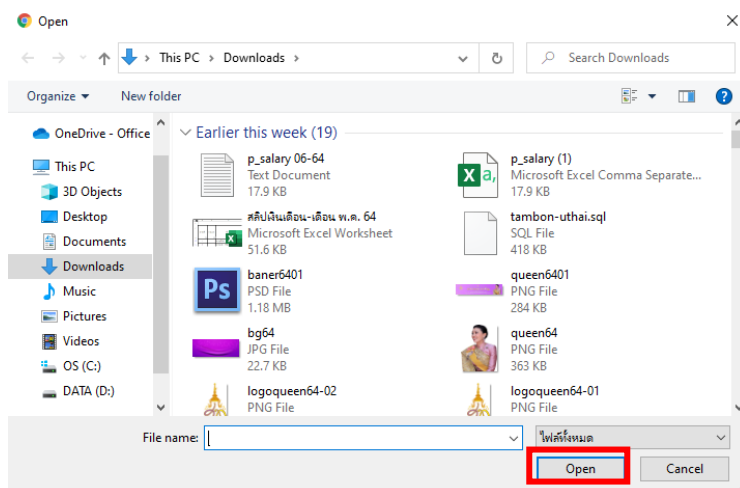 Open
This PC > Downloads >
Search Downloads
Organize
New folder
OneDrive - Office
This PC
3D Objects
Desktop
Documents
Downloads
Music
Pictures
Videos
OS (C:)
DATA (D:)
Earlier this week (19)
p_salary 06-64
Text Document
17.9 KB
p_salary (1)
Microsoft Excel Comma Separate...
17.9 KB
สลิปเงินเดือน-เดือน พ.ค. 64
Microsoft Excel Worksheet
51.6 KB
tambon-uthai.sql
SQL File
418 KB
baner6401
PSD File
1.18 MB
queen6401
PNG File
284 KB
bg64
JPG File
22.7 KB
queen64
PNG File
363 KB
logoqueen64-02
PNG File
logoqueen64-01
PNG File
File name:
ไฟล์ทั้งหมด
Open
Cancel